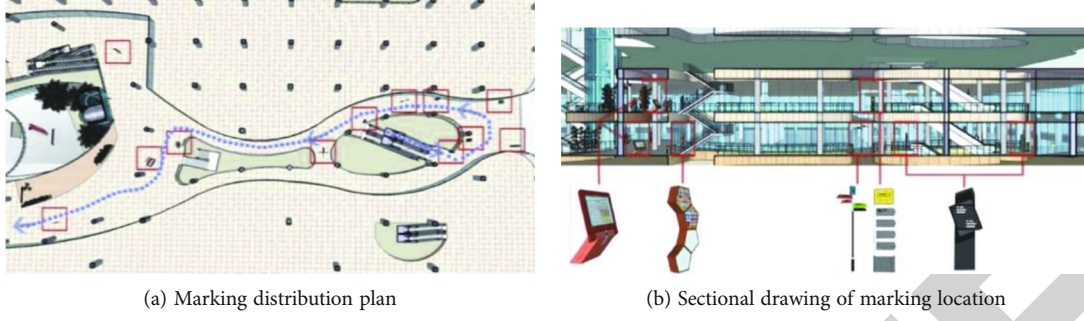 (a) Marking distribution plan
(b) Sectional drawing of marking location